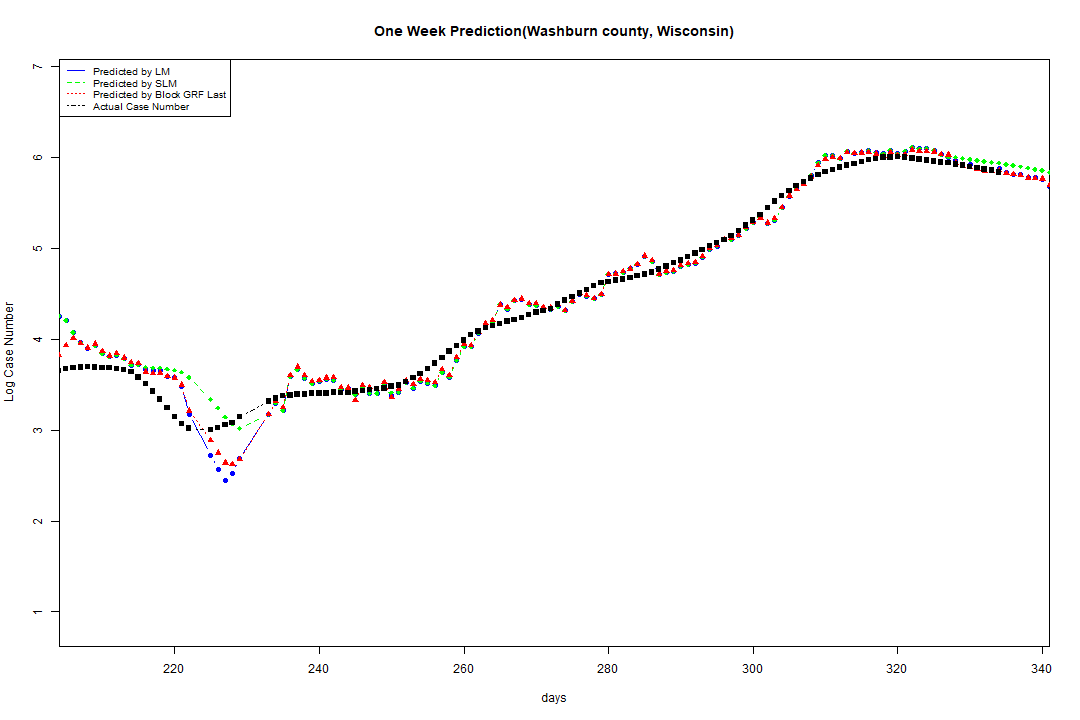 One Week Prediction(Washburn county, Wisconsin)
Predicted by LM
Predicted by SLM
Predicted by Block GRF Last
Actual Case Number
7
6
5
4
3
2
1
Log Case Number
220
240
260
280
300
320
340
days